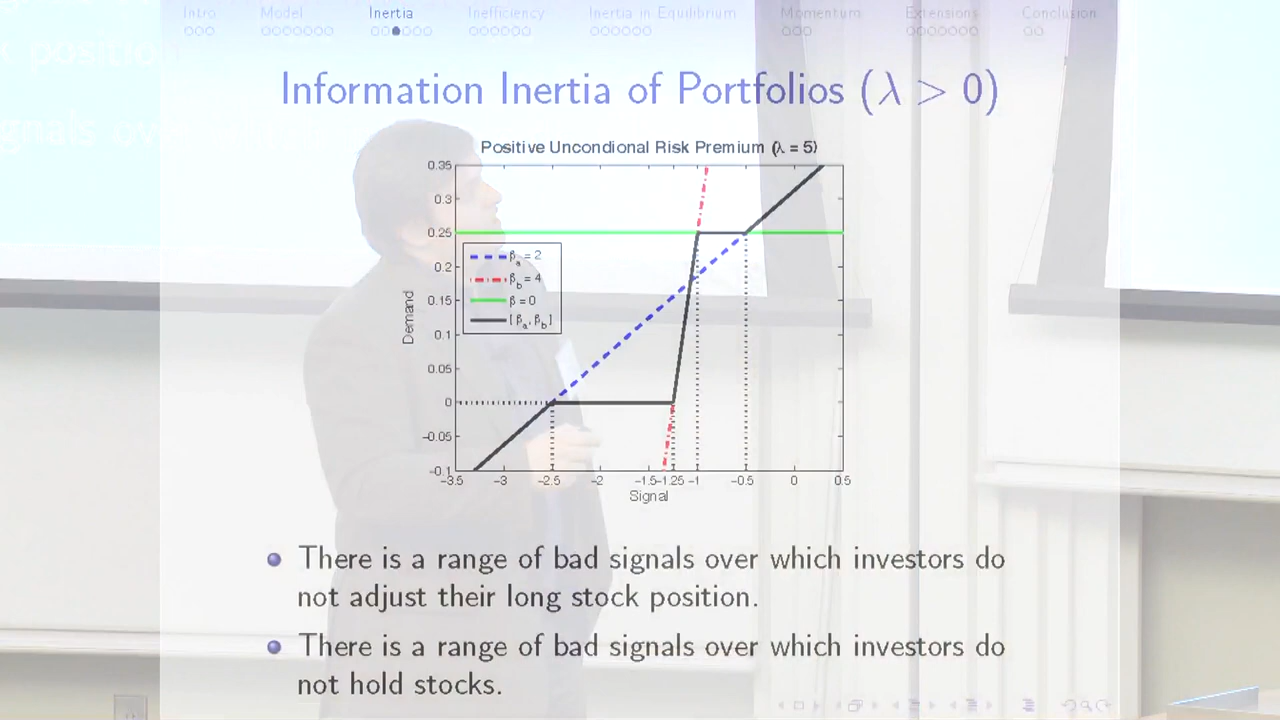 Intro Model Inertia Inefficiency Inertia in Equilibrium Momentum Extensions Conclusion
Information Inertia of Portfolios (λ > 0)
Positive Uncondional Risk Premium (λ = 5)
0.35
0.3
0.25
0.2
0.15
0.1
0.05
0
−0.05
−0.1
Demand
βa = 2
βb = 4
β = 0
[βa, βb]
−3.5 −3 −2.5 −2 −1.5 −1.25 −1 −0.5 0 0.5
Signal
There is a range of bad signals over which investors do
not adjust their long stock position.
There is a range of bad signals over which investors do
not hold stocks.